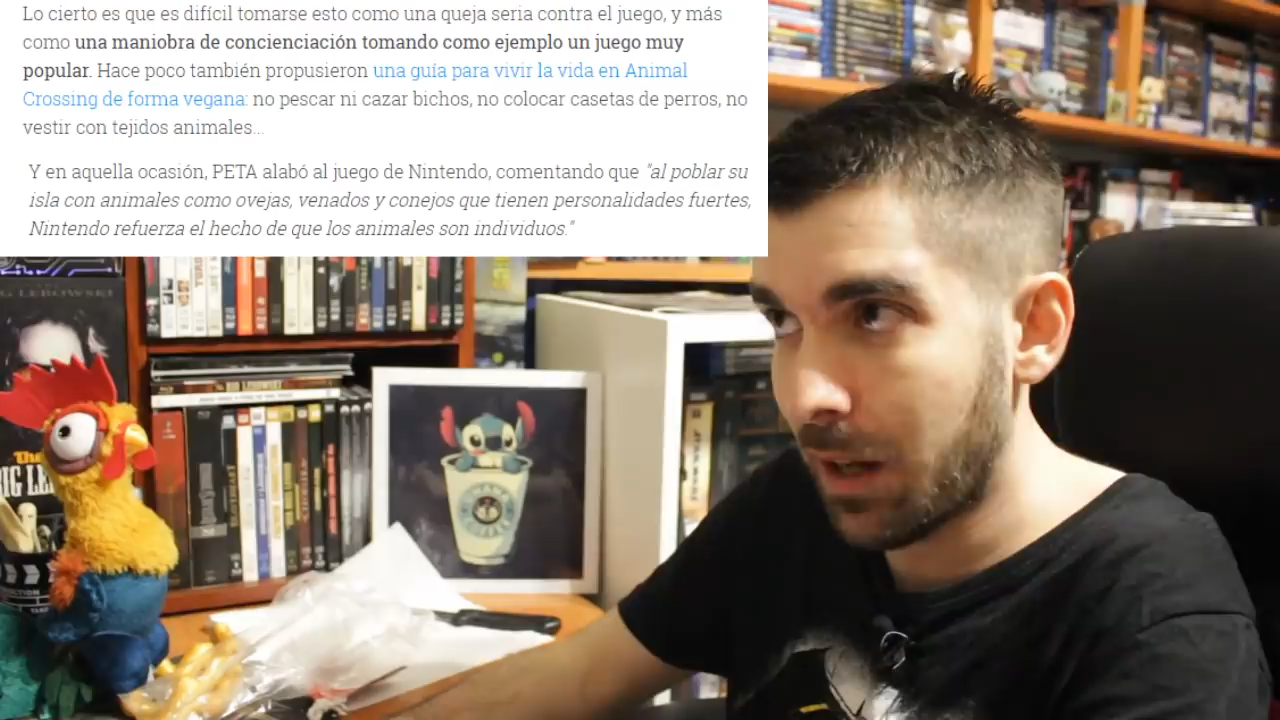 Lo cierto es que es difícil tomarse esto como una queja seria contra el juego, y más
como una maniobra de concienciación tomando como ejemplo un juego muy
popular. Hace poco también propusieron una guía para vivir la vida en Animal
Crossing de forma vegana: no pescar ni cazar bichos, no colocar casetas de perros, no
vestir con tejidos animales...
Y en aquella ocasión, PETA alabó al juego de Nintendo, comentando que "al poblar su
isla con animales como ovejas, venados y conejos que tienen personalidades fuertes,
Nintendo refuerza el hecho de que los animales son individuos."
BIG LEBOWSKI